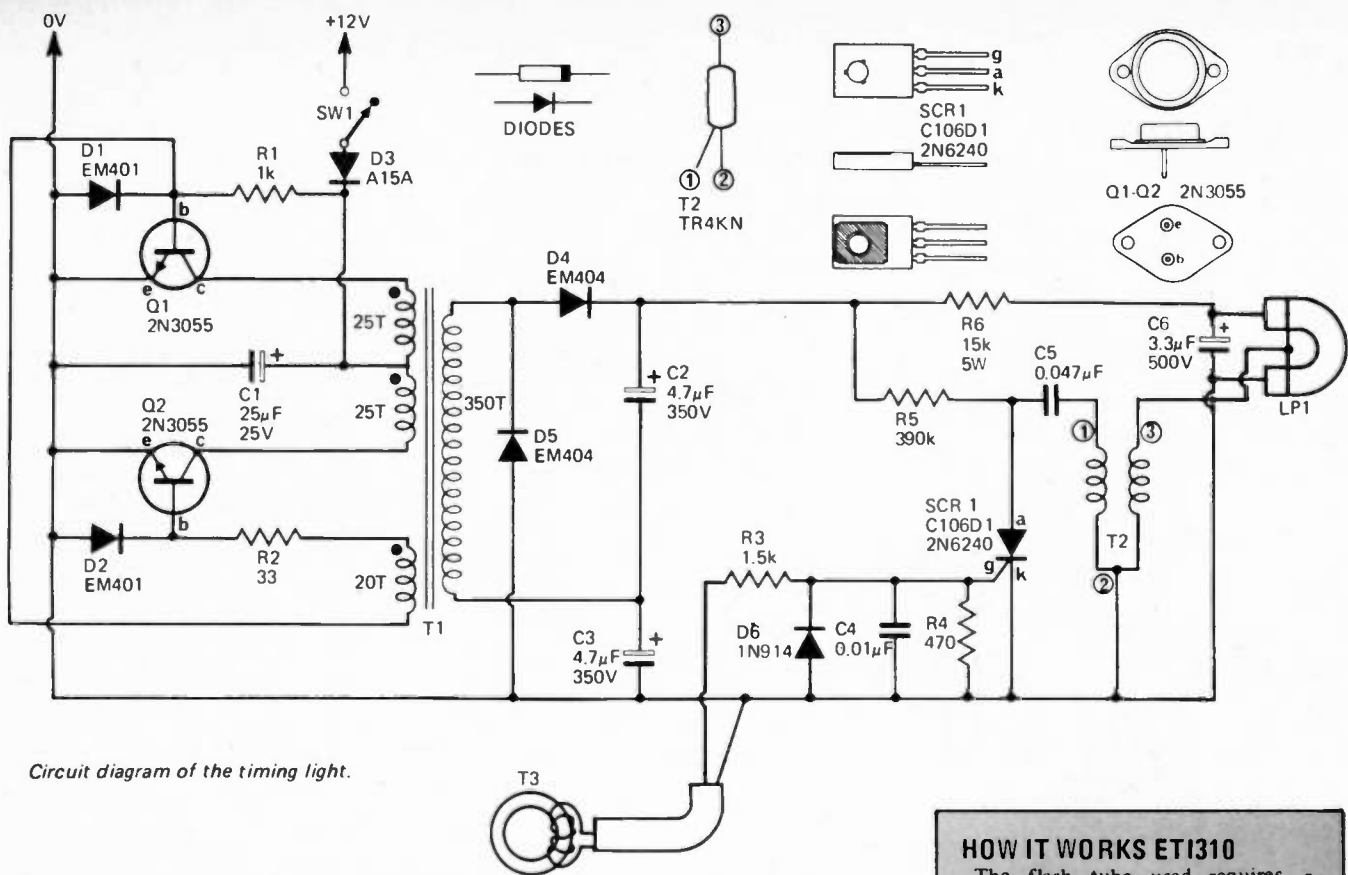 0V
+12V
SW1
D1
EM401
R1
1k
D3
A15A
b
e
c
Q1
2N3055
25T
C1
25µF
25V
+
25T
Q2
2N3055
e
c
b
D2
EM401
R2
33
20T
T1
350T
DIODES
③
①
②
T2
TR4KN
g
a
k
SCR1
C106D1
2N6240
Q1-Q2 2N3055
e
b
D4
EM404
D5
EM404
+
C2
4.7µF
350V
C3
4.7µF
350V
+
R6
15k
5W
R5
390k
C5
0.047µF
C6
3.3µF
500V
+
LP1
①
③
T2
②
SCR 1
C106D1
2N6240
a
g
k
R3
1.5k
D6
1N914
C4
0.01µF
R4
470
T3
Circuit diagram of the timing light.
HOW IT WORKS ETI310
The flash tube used requires a